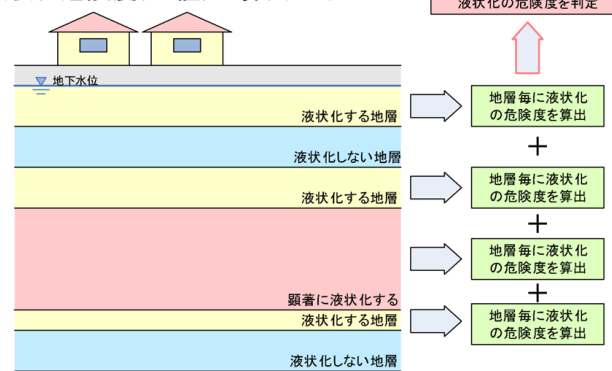 液状化の危険度を判定
地下水位
液状化する地層
地層毎に液状化
の危険度を算出
+
液状化しない地層
液状化する地層
地層毎に液状化
の危険度を算出
+
顕著に液状化する
地層毎に液状化
の危険度を算出
+
液状化する地層
地層毎に液状化
の危険度を算出
液状化しない地層